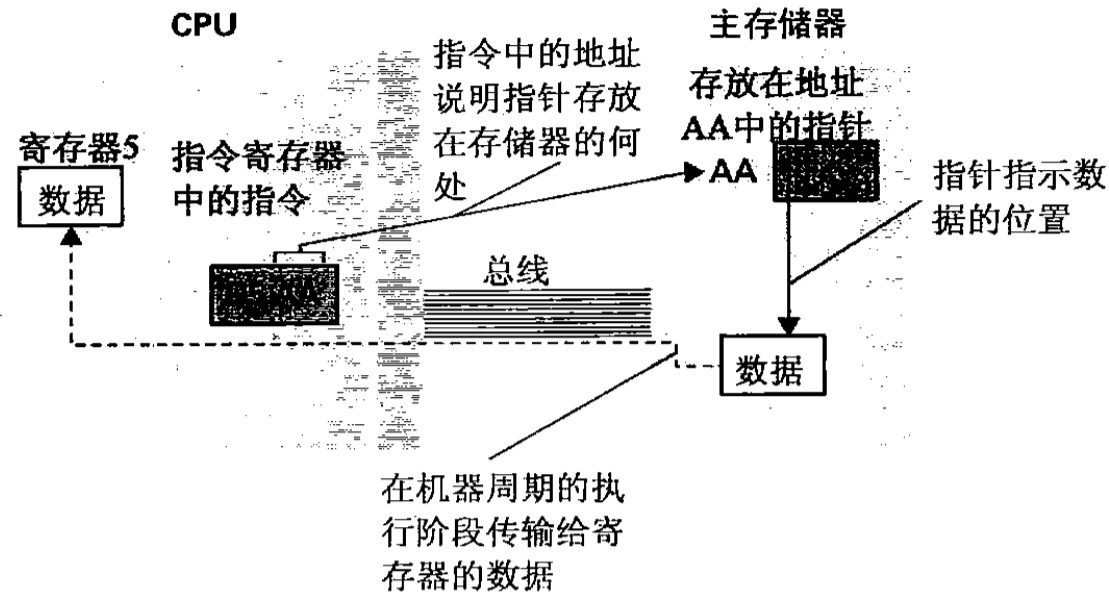 CPU
主存储器
指令中的地址
说明指针存放
在存储器的何
处
存放在地址
AA中的指针
AA
寄存器5
数据
指令寄存器
中的指令
指针指示数
据的位置
总线
数据
在机器周期的执
行阶段传输给寄
存器的数据